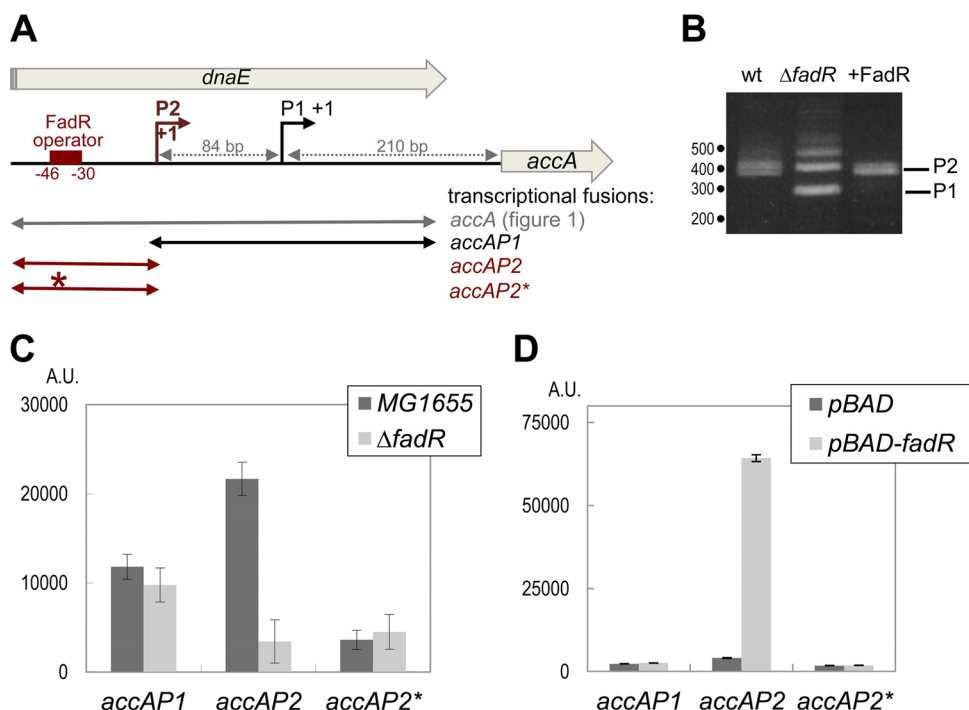 A
dnaE
FadR
operator
-46 -30
P2
+1
84 bp
P1 +1
210 bp
accA
transcriptional fusions:
accA (figure 1)
accAP1
accAP2
*
accAP2*
B
wt ΔfadR +FadR
500
400
300
200
P2
P1
C
A.U.
30000
20000
10000
0
MG1655
ΔfadR
accAP1 accAP2 accAP2*
D
A.U.
75000
50000
25000
0
pBAD
pBAD-fadR
accAP1 accAP2 accAP2*